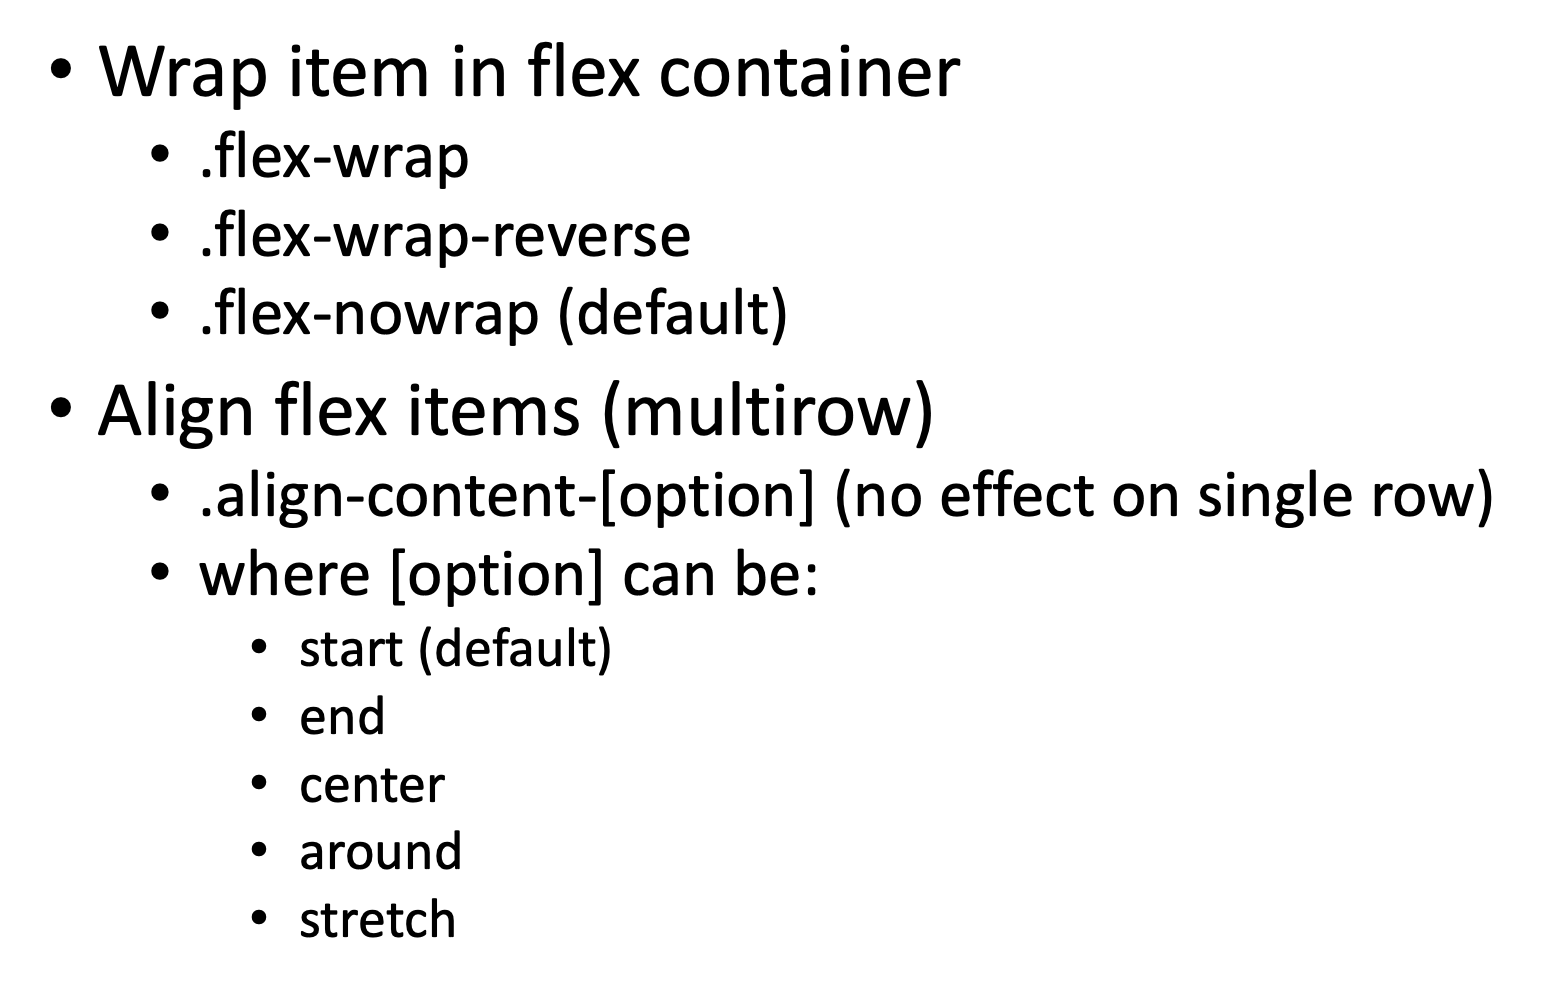 • Wrap item in flex container
• .flex-wrap
• .flex-wrap-reverse
• .flex-nowrap (default)
• Align flex items (multirow)
• .align-content-[option] (no effect on single row)
• where [option] can be:
• start (default)
• end
• center
• around
• stretch